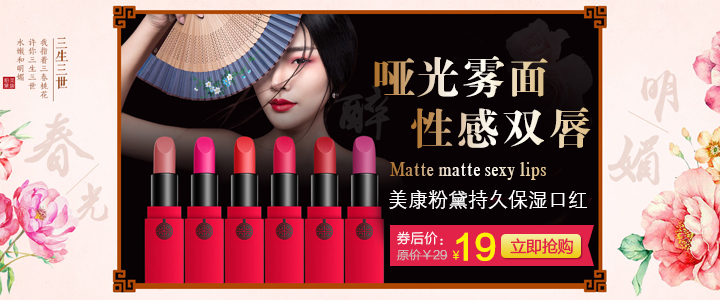 三生三世
我指着三春桃花
许你三生三世
永嫩和明媚
春光
醉
哑光雾面
性感双唇
Matte matte sexy lips
美康粉黛持久保湿口红
券后价：
原价￥29
￥19
立即抢购
明媚